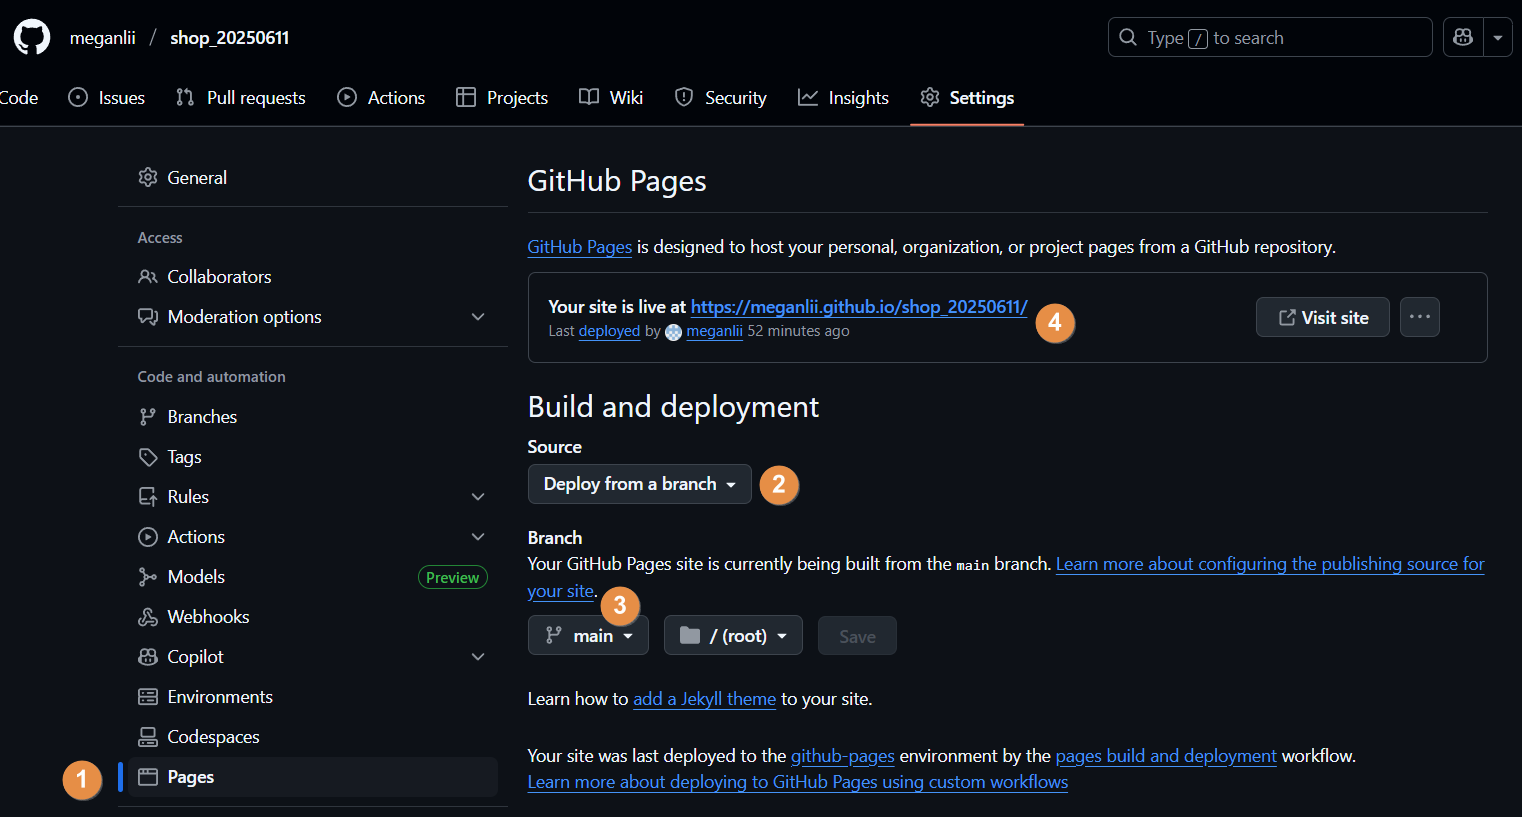 meganlii / shop_20250611
Type / to search
Code Issues Pull requests Actions Projects Wiki Security Insights Settings
General
Access
Collaborators
Moderation options
Code and automation
Branches
Tags
Rules
Actions
Models Preview
Webhooks
Copilot
Environments
Codespaces
1 Pages
GitHub Pages
GitHub Pages is designed to host your personal, organization, or project pages from a GitHub repository.
Your site is live at https://meganlii.github.io/shop_20250611/
Last deployed by meganlii 52 minutes ago
4
Visit site ...
Build and deployment
Source
Deploy from a branch 2
Branch
Your GitHub Pages site is currently being built from the main branch. Learn more about configuring the publishing source for
your site.
3
main / (root) Save
Learn how to add a Jekyll theme to your site.
Your site was last deployed to the github-pages environment by the pages build and deployment workflow.
Learn more about deploying to GitHub Pages using custom workflows